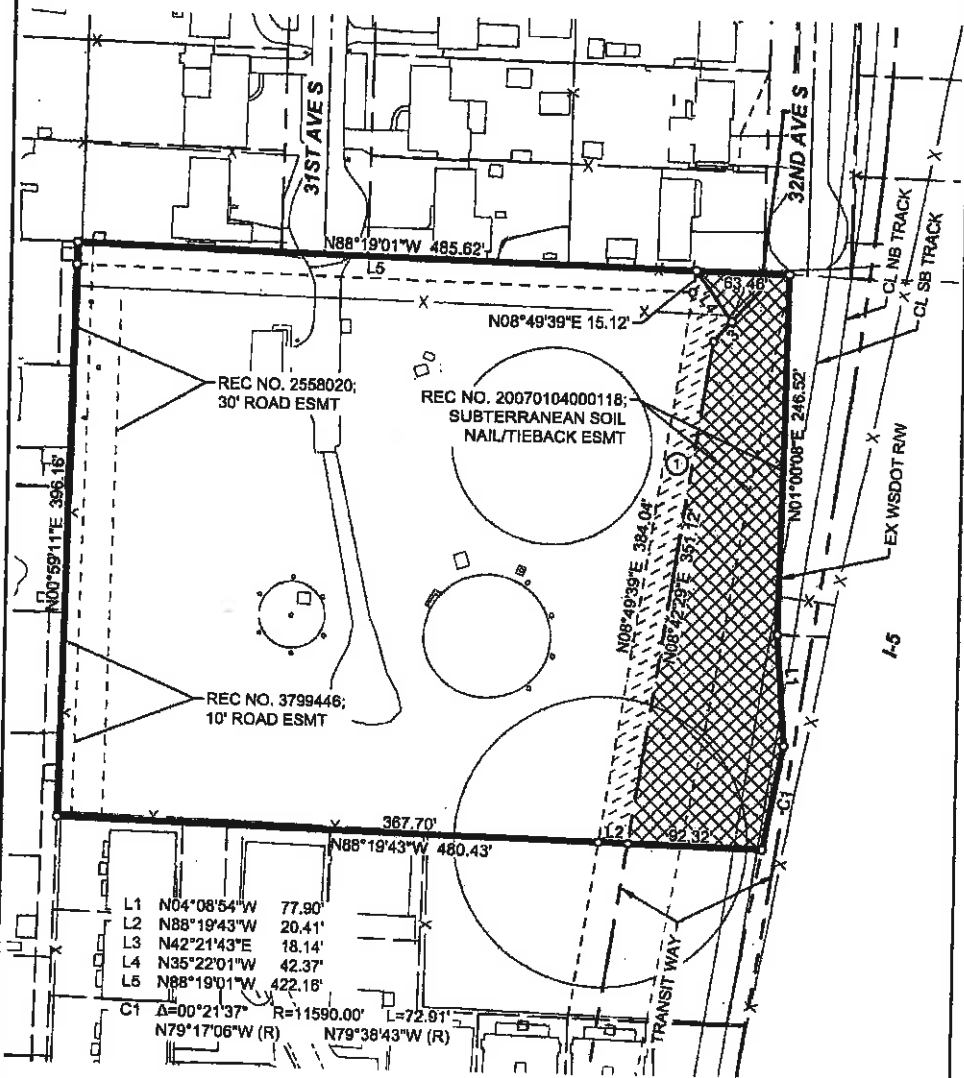 31ST AVE S
32ND AVE S
N88°19'01"W 485.62'
L5
63.46'
CL NB TRACK
CL SB TRACK
N08°49'39"E 15.12'
L4
L3
REC NO. 2558020;
30' ROAD ESMT
REC NO. 20070104000118;
SUBTERRANEAN SOIL
NAIL/TIEBACK ESMT
1
N01°00'08"E 246.52'
EX WSDOT R/W
N00°59'11"E 396.16'
N08°49'39"E 384.04'
N08°42'29"E 351.12'
I-5
L1
REC NO. 3799446;
10' ROAD ESMT
C1
367.70'
L2
92.32'
N88°19'43"W 480.43'
L1 N04°08'54"W 77.90'
L2 N88°19'43"W 20.41'
L3 N42°21'43"E 18.14'
L4 N35°22'01"W 42.37'
L5 N88°19'01"W 422.16'
C1 Δ=00°21'37" R=11590.00' L=72.91'
N79°17'06"W (R) N79°38'43"W (R)
TRANSIT WAY